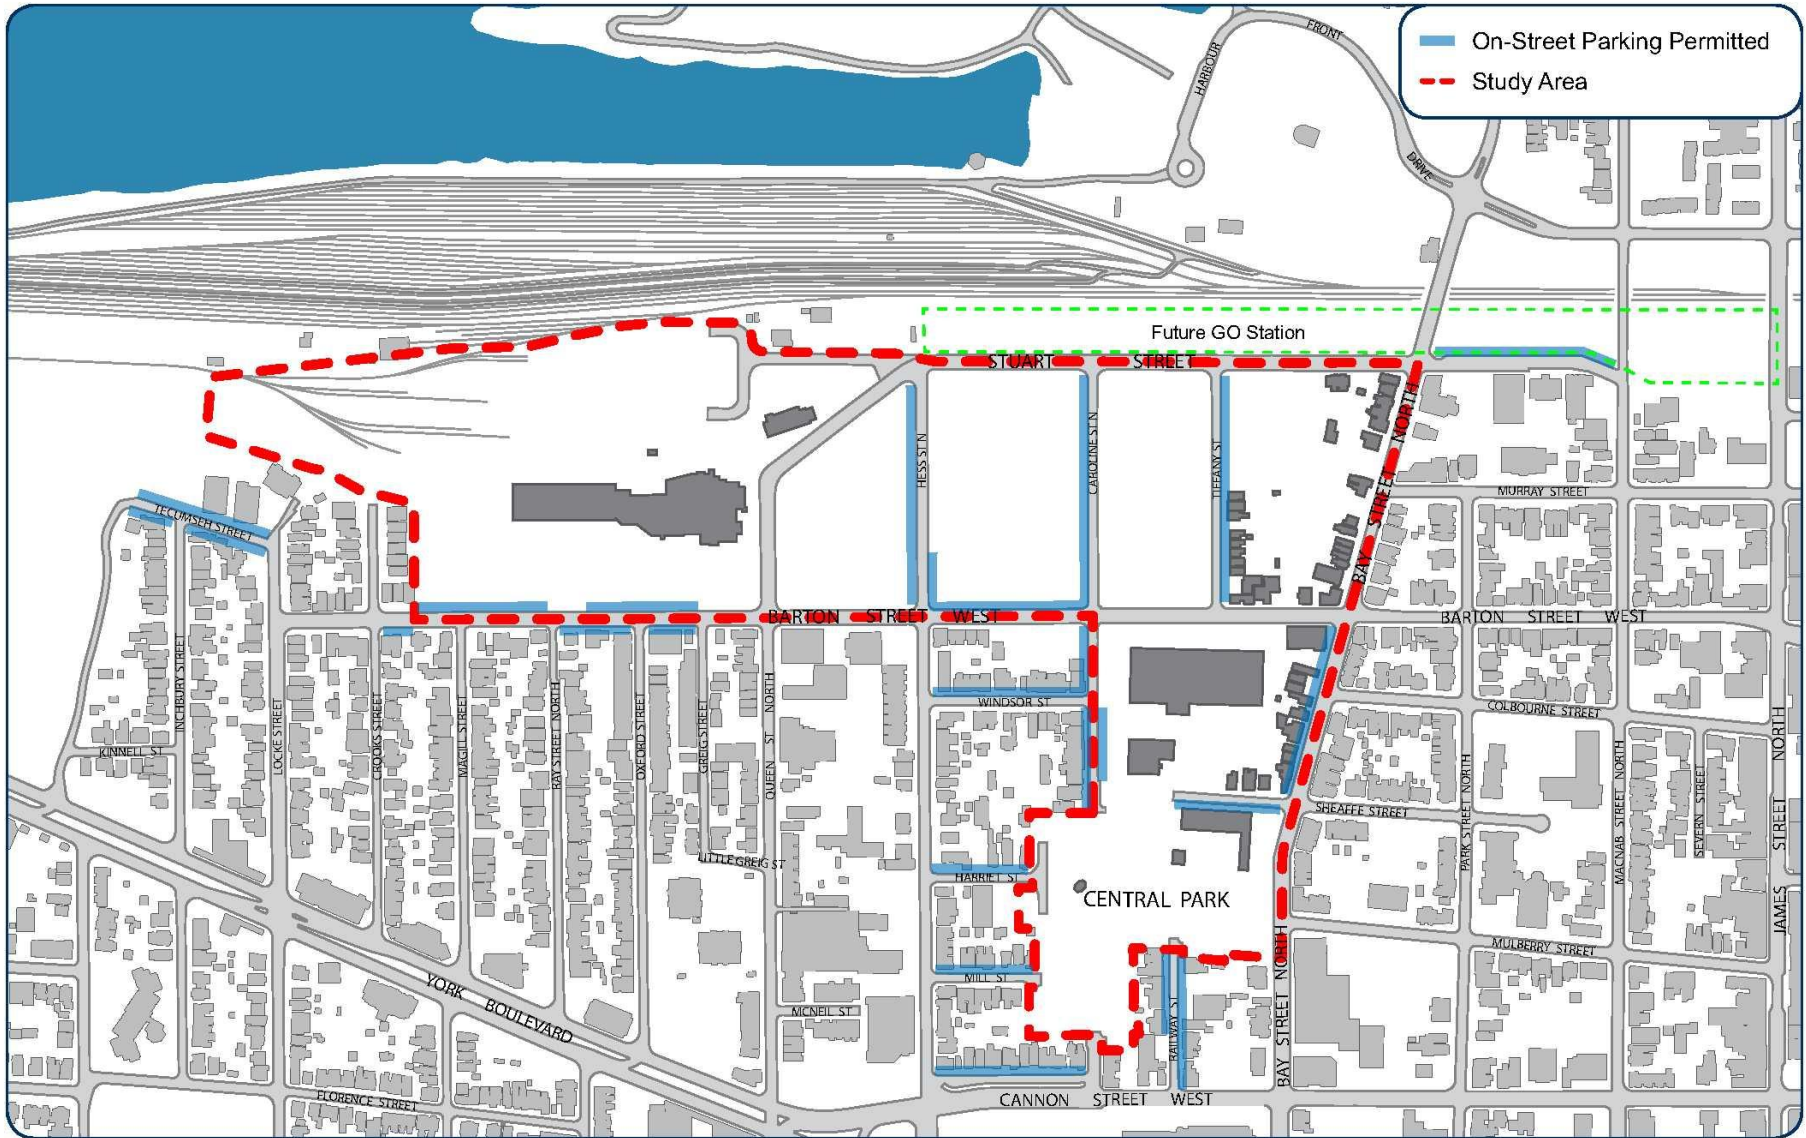 On-Street Parking Permitted
Study Area
FRONT
HARBOUR
DRIVE
Future GO Station
STUART STREET
HESS ST N
CAROLINE ST N
TIFFANY ST
BAY STREET NORTH
MURRAY STREET
TECUMSEH STREET
BARTON STREET WEST
BARTON STREET WEST
INCHBURY STREET
LOCKE STREET
CROOKS STREET
MAGILL STREET
RAY STREET NORTH
OXFORD STREET
GREIG STREET
QUEEN ST NORTH
WINDSOR ST
COLBOURNE STREET
KINNELL ST
PARK STREET NORTH
MACNAB STREET NORTH
SEVERN STREET
JAMES STREET NORTH
SHEAFFE STREET
LITTLE GREIG ST
HARRIET ST
CENTRAL PARK
MULBERRY STREET
MILL ST
YORK BOULEVARD
MCNEIL ST
RAILWAY ST
BAY STREET NORTH
FLORENCE STREET
CANNON STREET WEST